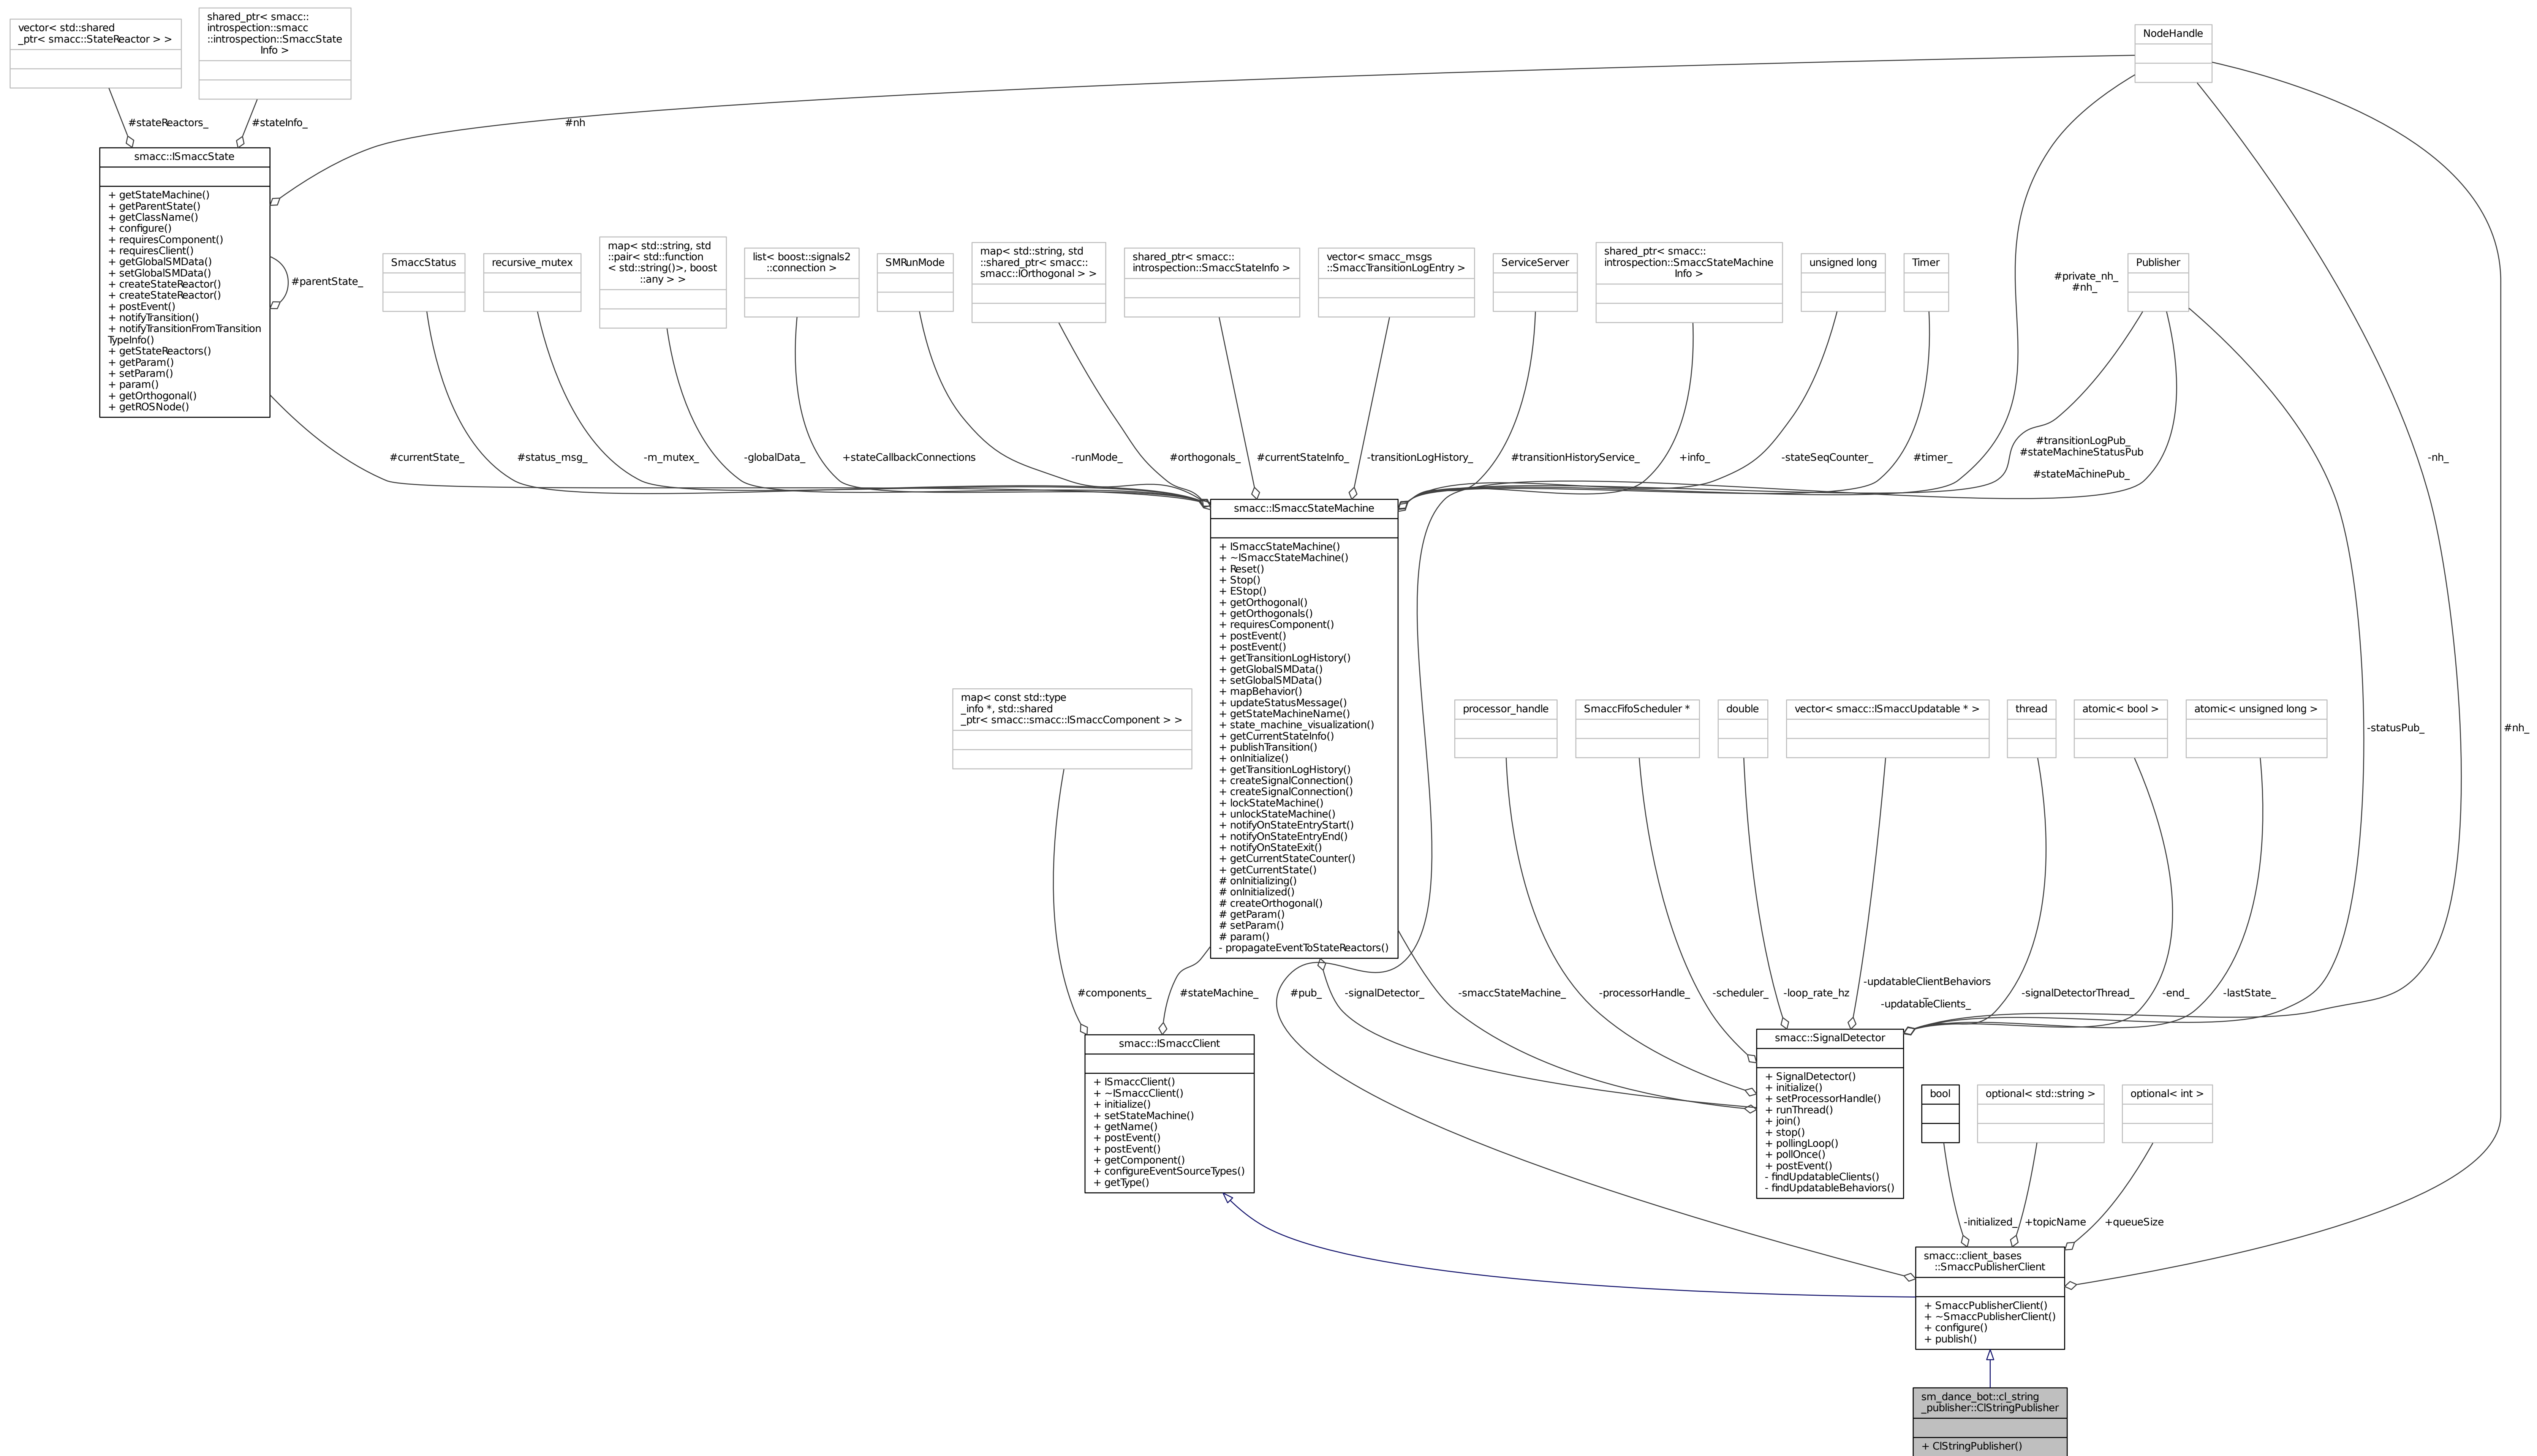 vector< std::shared
_ptr< smacc::StateReactor > >
shared_ptr< smacc::
introspection::smacc
::introspection::SmaccState
Info >
NodeHandle
#stateReactors_
#stateInfo_
#nh
smacc::ISmaccState
+ getStateMachine()
+ getParentState()
+ getClassName()
+ configure()
+ requiresComponent()
+ requiresClient()
+ getGlobalSMData()
+ setGlobalSMData()
+ createStateReactor()
+ createStateReactor()
+ postEvent()
+ notifyTransition()
+ notifyTransitionFromTransition
TypeInfo()
+ getStateReactors()
+ getParam()
+ setParam()
+ param()
+ getOrthogonal()
+ getROSNode()
#parentState_
SmaccStatus
recursive_mutex
map< std::string, std
::pair< std::function
< std::string()>, boost
::any > >
list< boost::signals2
::connection >
SMRunMode
map< std::string, std
::shared_ptr< smacc::
smacc::IOrthogonal > >
shared_ptr< smacc::
introspection::SmaccStateInfo >
vector< smacc_msgs
::SmaccTransitionLogEntry >
ServiceServer
shared_ptr< smacc::
introspection::SmaccStateMachine
Info >
unsigned long
Timer
#private_nh_
#nh_
Publisher
#currentState_
#status_msg_
-m_mutex_
-globalData_
+stateCallbackConnections
-runMode_
#orthogonals_
#currentStateInfo_
-transitionLogHistory_
#transitionHistoryService_
+info_
-stateSeqCounter_
#timer_
#transitionLogPub_
#stateMachineStatusPub
_
#stateMachinePub_
-nh_
smacc::ISmaccStateMachine
+ ISmaccStateMachine()
+ ~ISmaccStateMachine()
+ Reset()
+ Stop()
+ EStop()
+ getOrthogonal()
+ getOrthogonals()
+ requiresComponent()
+ postEvent()
+ postEvent()
+ getTransitionLogHistory()
+ getGlobalSMData()
+ setGlobalSMData()
+ mapBehavior()
+ updateStatusMessage()
+ getStateMachineName()
+ state_machine_visualization()
+ getCurrentStateInfo()
+ publishTransition()
+ onInitialize()
+ getTransitionLogHistory()
+ createSignalConnection()
+ createSignalConnection()
+ lockStateMachine()
+ unlockStateMachine()
+ notifyOnStateEntryStart()
+ notifyOnStateEntryEnd()
+ notifyOnStateExit()
+ getCurrentStateCounter()
+ getCurrentState()
# onInitializing()
# onInitialized()
# createOrthogonal()
# getParam()
# setParam()
# param()
- propagateEventToStateReactors()
map< const std::type
_info *, std::shared
_ptr< smacc::smacc::ISmaccComponent > >
processor_handle
SmaccFifoScheduler *
double
vector< smacc::ISmaccUpdatable * >
thread
atomic< bool >
atomic< unsigned long >
-statusPub_
#nh_
#components_
#stateMachine_
#pub_
-signalDetector_
-smaccStateMachine_
-processorHandle_
-scheduler_
-loop_rate_hz
-updatableClientBehaviors
_
-updatableClients_
-signalDetectorThread_
-end_
-lastState_
smacc::ISmaccClient
+ ISmaccClient()
+ ~ISmaccClient()
+ initialize()
+ setStateMachine()
+ getName()
+ postEvent()
+ postEvent()
+ getComponent()
+ configureEventSourceTypes()
+ getType()
smacc::SignalDetector
+ SignalDetector()
+ initialize()
+ setProcessorHandle()
+ runThread()
+ join()
+ stop()
+ pollingLoop()
+ pollOnce()
+ postEvent()
- findUpdatableClients()
- findUpdatableBehaviors()
bool
optional< std::string >
optional< int >
-initialized_
+topicName
+queueSize
smacc::client_bases
::SmaccPublisherClient
+ SmaccPublisherClient()
+ ~SmaccPublisherClient()
+ configure()
+ publish()
sm_dance_bot::cl_string
_publisher::ClStringPublisher
+ ClStringPublisher()